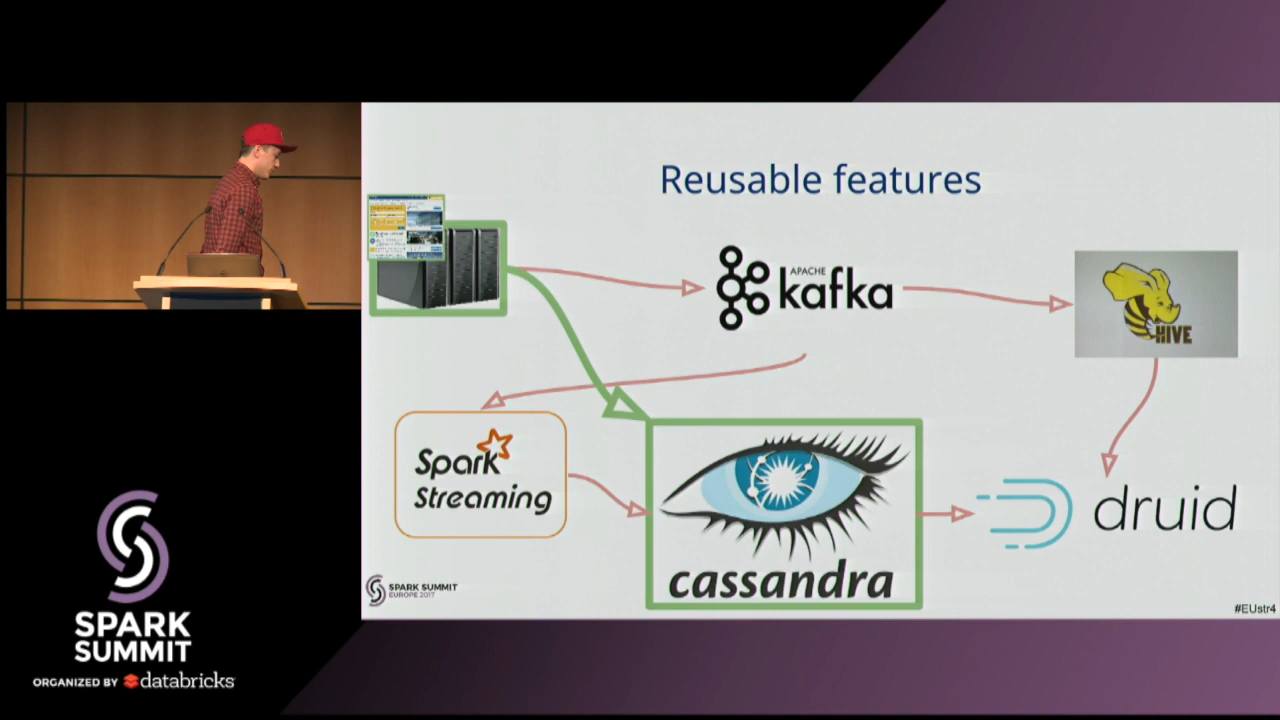 Reusable features
APACHE
kafka
HIVE
Spark
Streaming
cassandra
druid
SPARK SUMMIT
EUROPE 2017
#EUstr4
SPARK
SUMMIT
ORGANIZED BY databricks